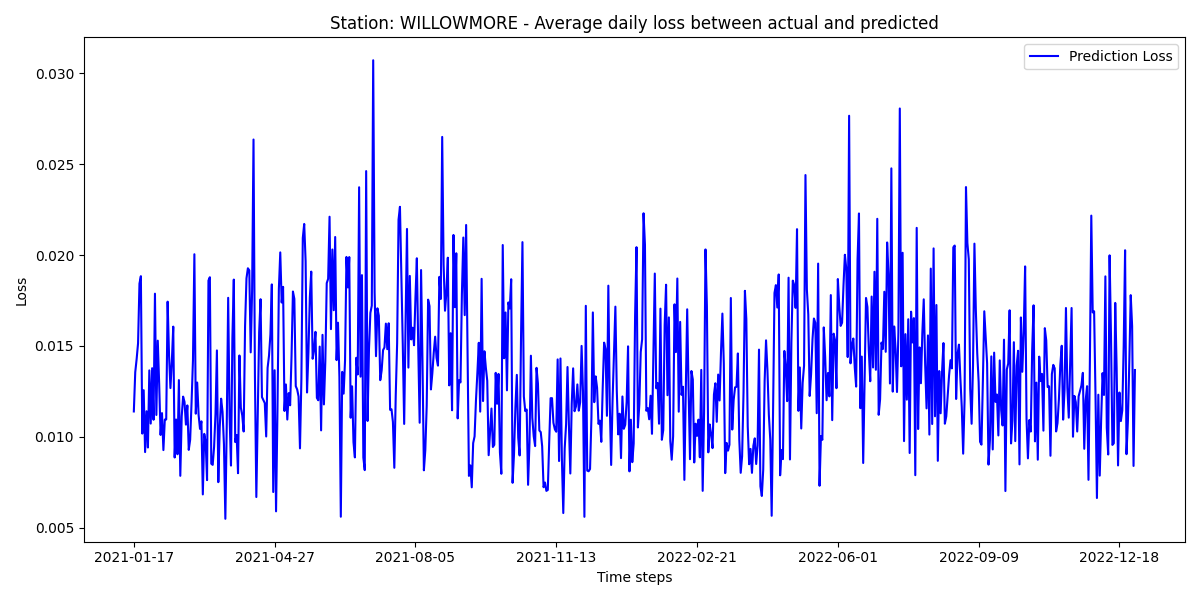 Station: WILLOWMORE - Average daily loss between actual and predicted
Prediction Loss
0.030
0.025
0.020
0.015
0.010
0.005
Loss
2021-01-17 2021-04-27 2021-08-05 2021-11-13 2022-02-21 2022-06-01 2022-09-09 2022-12-18
Time steps